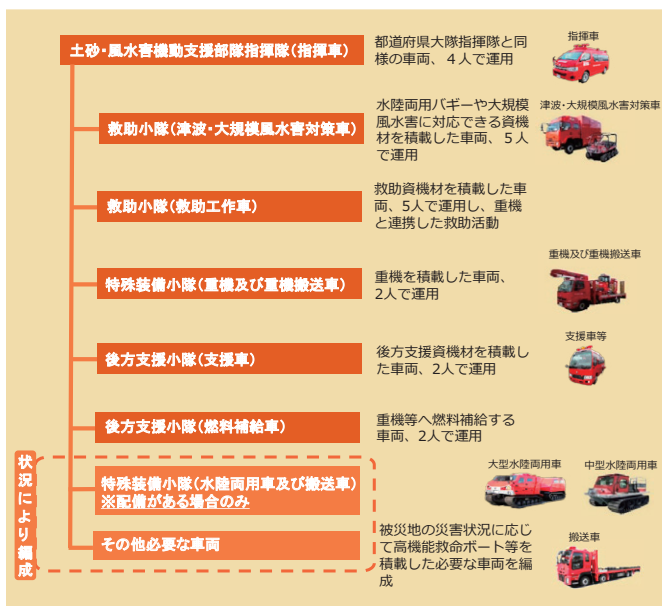 土砂・風水害機動支援部隊指揮隊（指揮車）
都道府県大隊指揮隊と同
様の車両、４人で運用
指揮車
救助小隊（津波・大規模風水害対策車）
水陸両用バギーや大規模
風水害に対応できる資機
材を積載した車両、５人
で運用
津波・大規模風水害対策車
救助小隊（救助工作車）
救助資機材を積載した車
両、5人で運用し、重機
と連携した救助活動
特殊装備小隊（重機及び重機搬送車）
重機を積載した車両、
2人で運用
重機及び重機搬送車
後方支援小隊（支援車）
後方支援資機材を積載し
た車両、2人で運用
支援車等
後方支援小隊（燃料補給車）
重機等へ燃料補給する
車両、2人で運用
状況により編成
特殊装備小隊（水陸両用車及び搬送車）
※配備がある場合のみ
大型水陸両用車
中型水陸両用車
その他必要な車両
被災地の災害状況に応じ
て高機能救命ボート等を
積載した必要な車両を編
成
搬送車